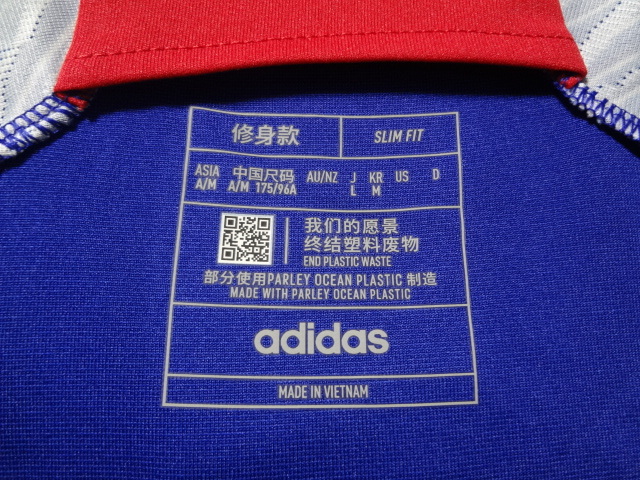 修身款 SLIM FIT
ASIA 中国尺码 AU/NZ J KR US D
A/M A/M 175/96A L M
我们的愿景
终结塑料废物
END PLASTIC WASTE
部分使用PARLEY OCEAN PLASTIC 制造
MADE WITH PARLEY OCEAN PLASTIC
adidas
MADE IN VIETNAM